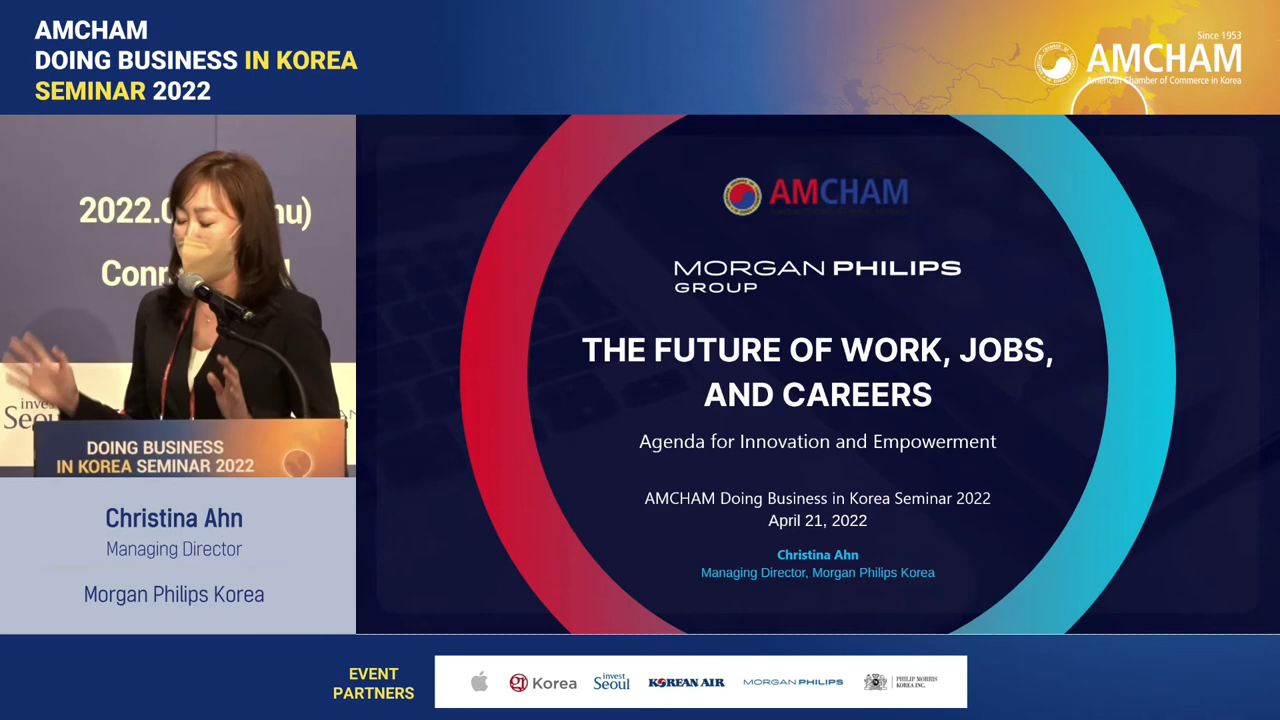 AMCHAM
DOING BUSINESS IN KOREA
SEMINAR 2022
Since 1953
AMCHAM
American Chamber of Commerce in Korea
2022.0
nu)
Conn
invest
Seoul
DOING BUSINESS
IN KOREA SEMINAR 2022
Christina Ahn
Managing Director
Morgan Philips Korea
AMCHAM
MORGAN PHILIPS
GROUP
THE FUTURE OF WORK, JOBS,
AND CAREERS
Agenda for Innovation and Empowerment
AMCHAM Doing Business in Korea Seminar 2022
April 21, 2022
Christina Ahn
Managing Director, Morgan Philips Korea
EVENT
PARTNERS
Korea
invest
Seoul
KOREAN AIR
MORGAN PHILIPS
PHILIP MORRIS
KOREA INC.